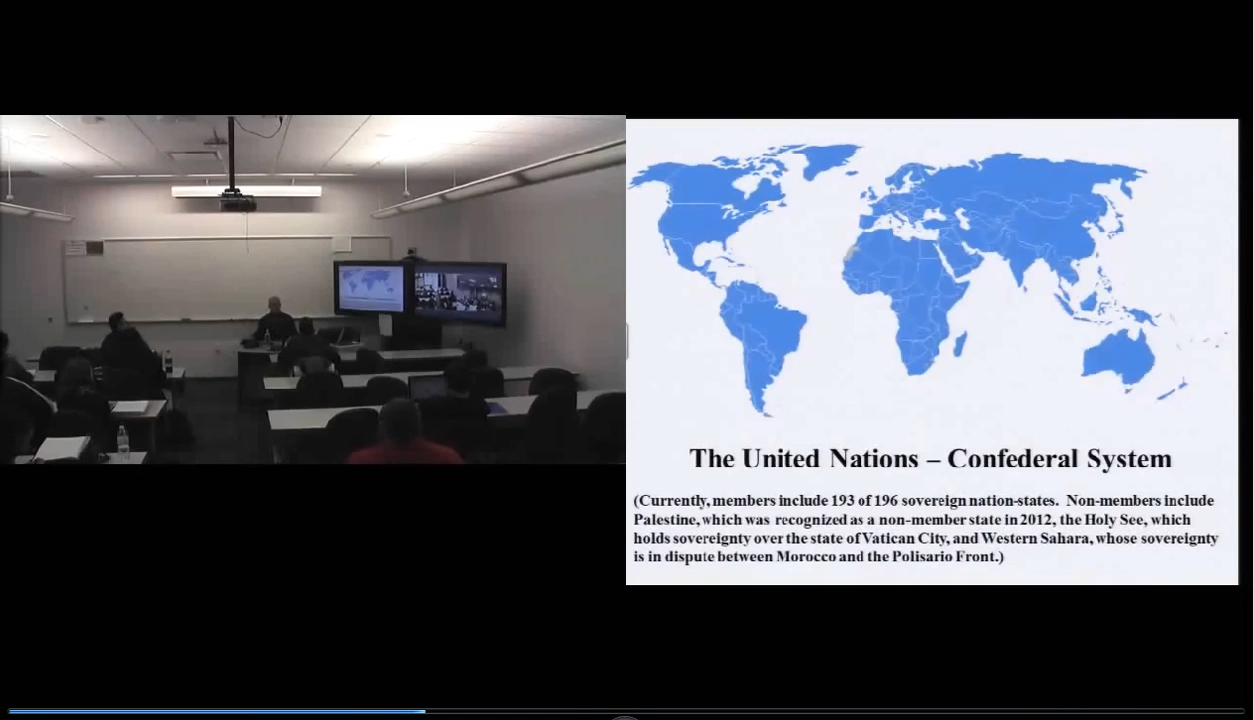 The United Nations – Confederal System
(Currently, members include 193 of 196 sovereign nation-states.  Non-members include
Palestine, which was recognized as a non-member state in 2012, the Holy See, which
holds sovereignty over the state of Vatican City, and Western Sahara, whose sovereignty
is in dispute between Morocco and the Polisario Front.)